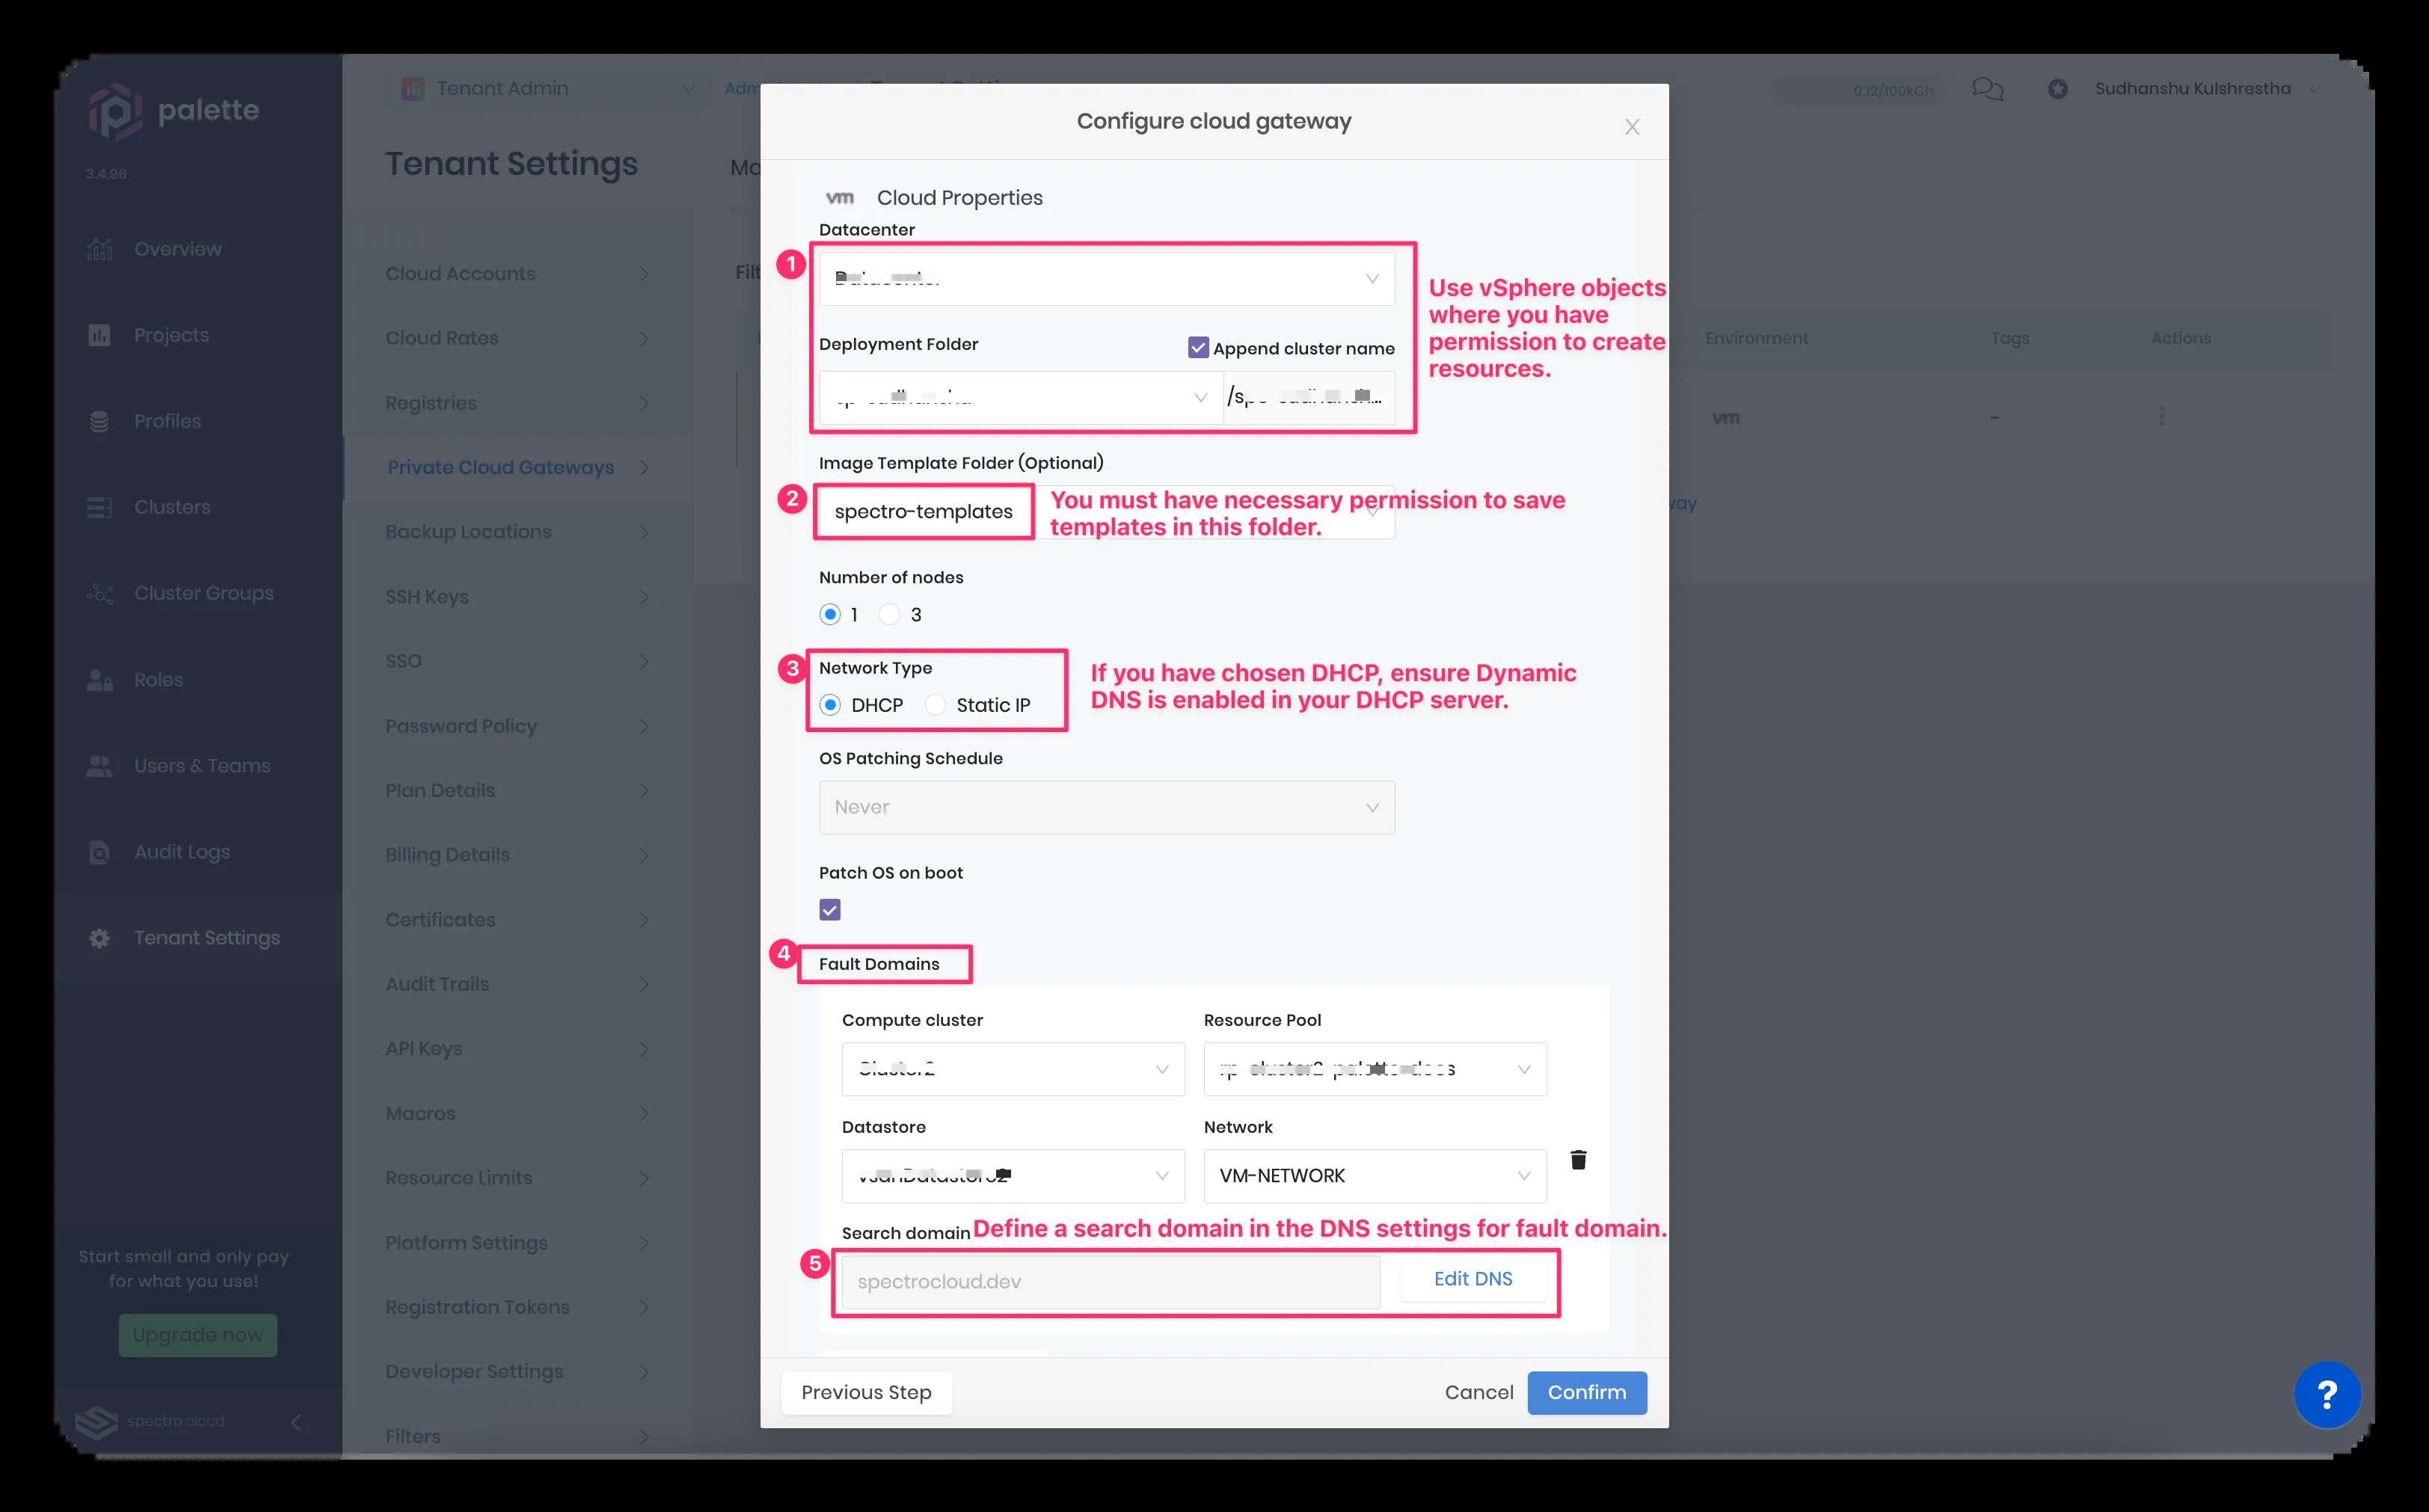 palette
3.4.96
Overview
Projects
Profiles
Clusters
Cluster Groups
Roles
Users & Teams
Audit Logs
Tenant Settings
Start small and only pay
for what you use!
Upgrade now
spectro cloud
Tenant Admin
0.12/100kCh
Sudhanshu Kulshrestha
Tenant Settings
Cloud Accounts
Cloud Rates
Registries
Private Cloud Gateways
Backup Locations
SSH Keys
SSO
Password Policy
Plan Details
Billing Details
Certificates
Audit Trails
API Keys
Macros
Resource Limits
Platform Settings
Registration Tokens
Developer Settings
Filters
Environment
Tags
Actions
vm
-
Configure cloud gateway
X
vm Cloud Properties
Datacenter
1
Use vSphere objects
where you have
permission to create
resources.
Deployment Folder
Append cluster name
Image Template Folder (Optional)
2
spectro-templates
You must have necessary permission to save
templates in this folder.
Number of nodes
1 3
3
Network Type
DHCP Static IP
If you have chosen DHCP, ensure Dynamic
DNS is enabled in your DHCP server.
OS Patching Schedule
Never
Patch OS on boot
4
Fault Domains
Compute cluster
Resource Pool
Datastore
Network
VM-NETWORK
Search domain
Define a search domain in the DNS settings for fault domain.
5
spectrocloud.dev
Edit DNS
Previous Step
Cancel
Confirm
?